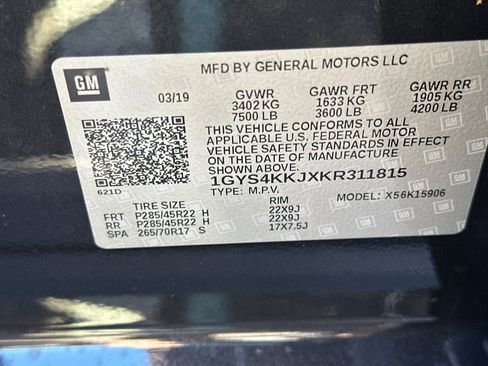 GM
MFD BY GENERAL MOTORS LLC
03/19 GVWR GAWR FRT GAWR RR
3402 KG 1633 KG 1905 KG
7500 LB 3600 LB 4200 LB
THIS VEHICLE CONFORMS TO ALL
APPLICABLE U.S. FEDERAL MOTOR
VEHICLE SAFETY STANDARDS IN EFFECT
ON THE DATE OF MANUFACTURE
SHOWN ABOVE.
621D
1GYS4KKJXKR311815
TYPE: M.P.V. MODEL: X56K15906
TIRE SIZE RIM
FRT P285/45R22 H 22X9J
RR P285/45R22 H 22X9J
SPA 265/70R17 S 17X7.5J